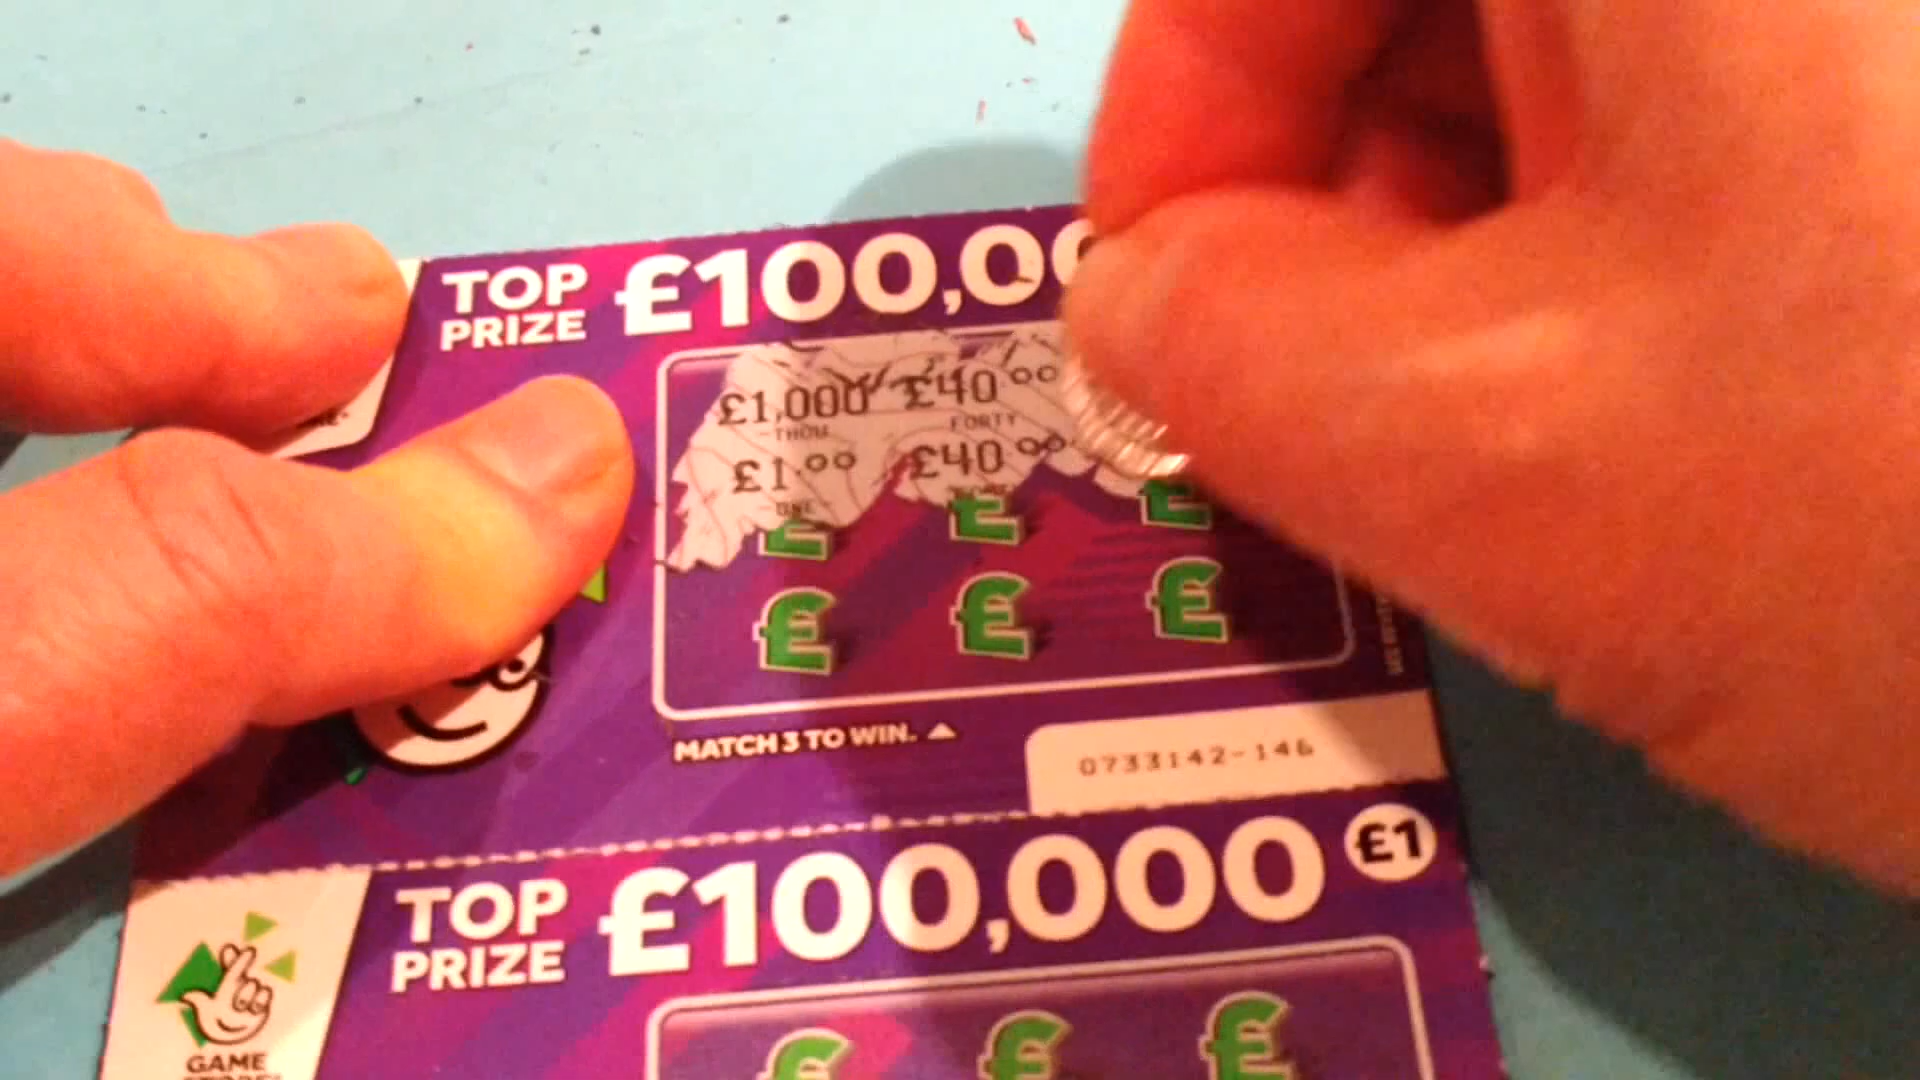 TOP
PRIZE
£100,00
£1,000 £40.00
THOU FORTY
£1.00 £40.00
ONE
£ £ £
£ £ £
MATCH 3 TO WIN.
0733142-146
TOP
PRIZE
£100,000
£1
£ £ £
GAME